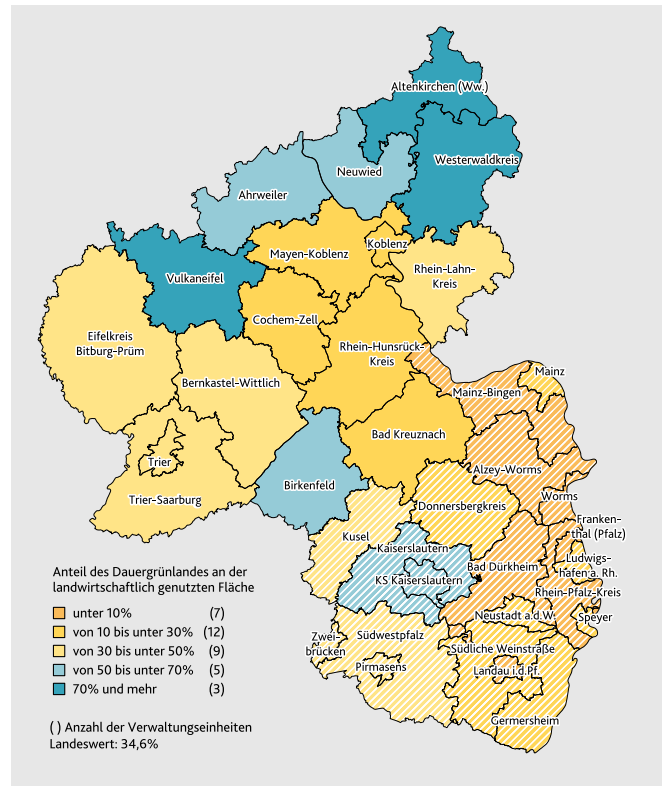 Altenkirchen (Ww.)
Westerwaldkreis
Neuwied
Ahrweiler
Mayen-Koblenz
Koblenz
Rhein-Lahn-
Kreis
Vulkaneifel
Cochem-Zell
Eifelkreis
Bitburg-Prüm
Rhein-Hunsrück-
Kreis
Bernkastel-Wittlich
Mainz
Mainz-Bingen
Bad Kreuznach
Trier
Trier-Saarburg
Birkenfeld
Alzey-Worms
Worms
Donnersbergkreis
Kusel
Franken-
thal (Pfalz)
Kaiserslautern
KS Kaiserslautern
Bad Dürkheim
Ludwigs-
hafen a. Rh.
Rhein-Pfalz-Kreis
Neustadt a.d.W.
Speyer
Zwei-
brücken
Südwestpfalz
Pirmasens
Südliche Weinstraße
Landau i.d.Pf.
Germersheim
Anteil des Dauergrünlandes an der
landwirtschaftlich genutzten Fläche
unter 10% (7)
von 10 bis unter 30% (12)
von 30 bis unter 50% (9)
von 50 bis unter 70% (5)
70% und mehr (3)
( ) Anzahl der Verwaltungseinheiten
Landeswert: 34,6%